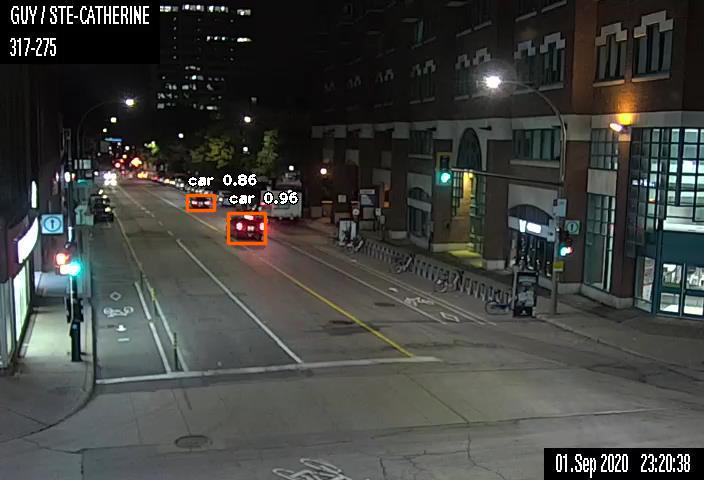 GUY / STE-CATHERINE
317-275
car 0.86
car 0.96
01.Sep 2020 23:20:38